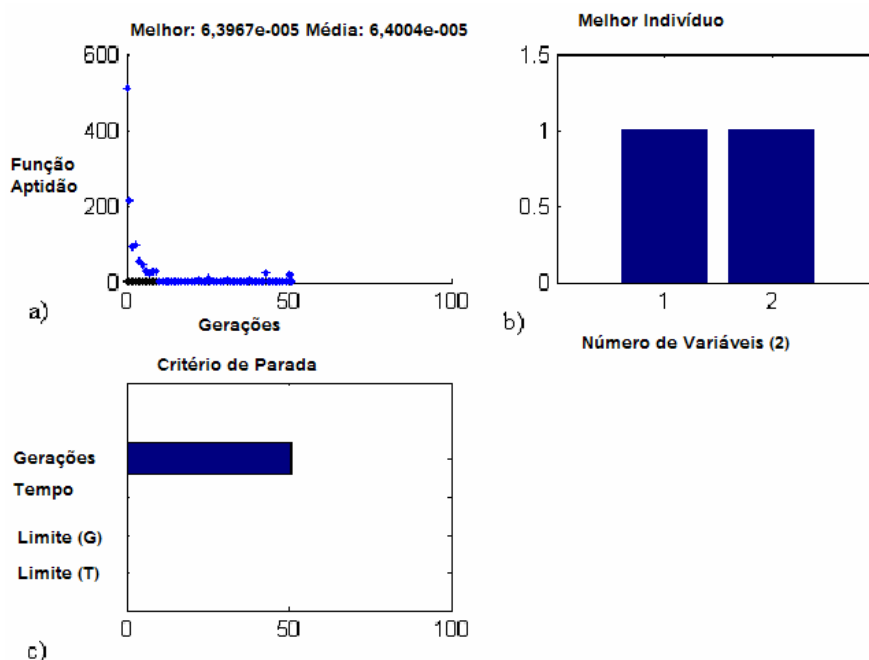 Melhor: 6,3967e-005 Média: 6,4004e-005
600
400
Função
Aptidão
200
0
0
50
100
a)
Gerações
Melhor Indivíduo
1.5
1
0.5
0
1
2
b)
Número de Variáveis (2)
Critério de Parada
Gerações
Tempo
Limite (G)
Limite (T)
0
50
100
c)